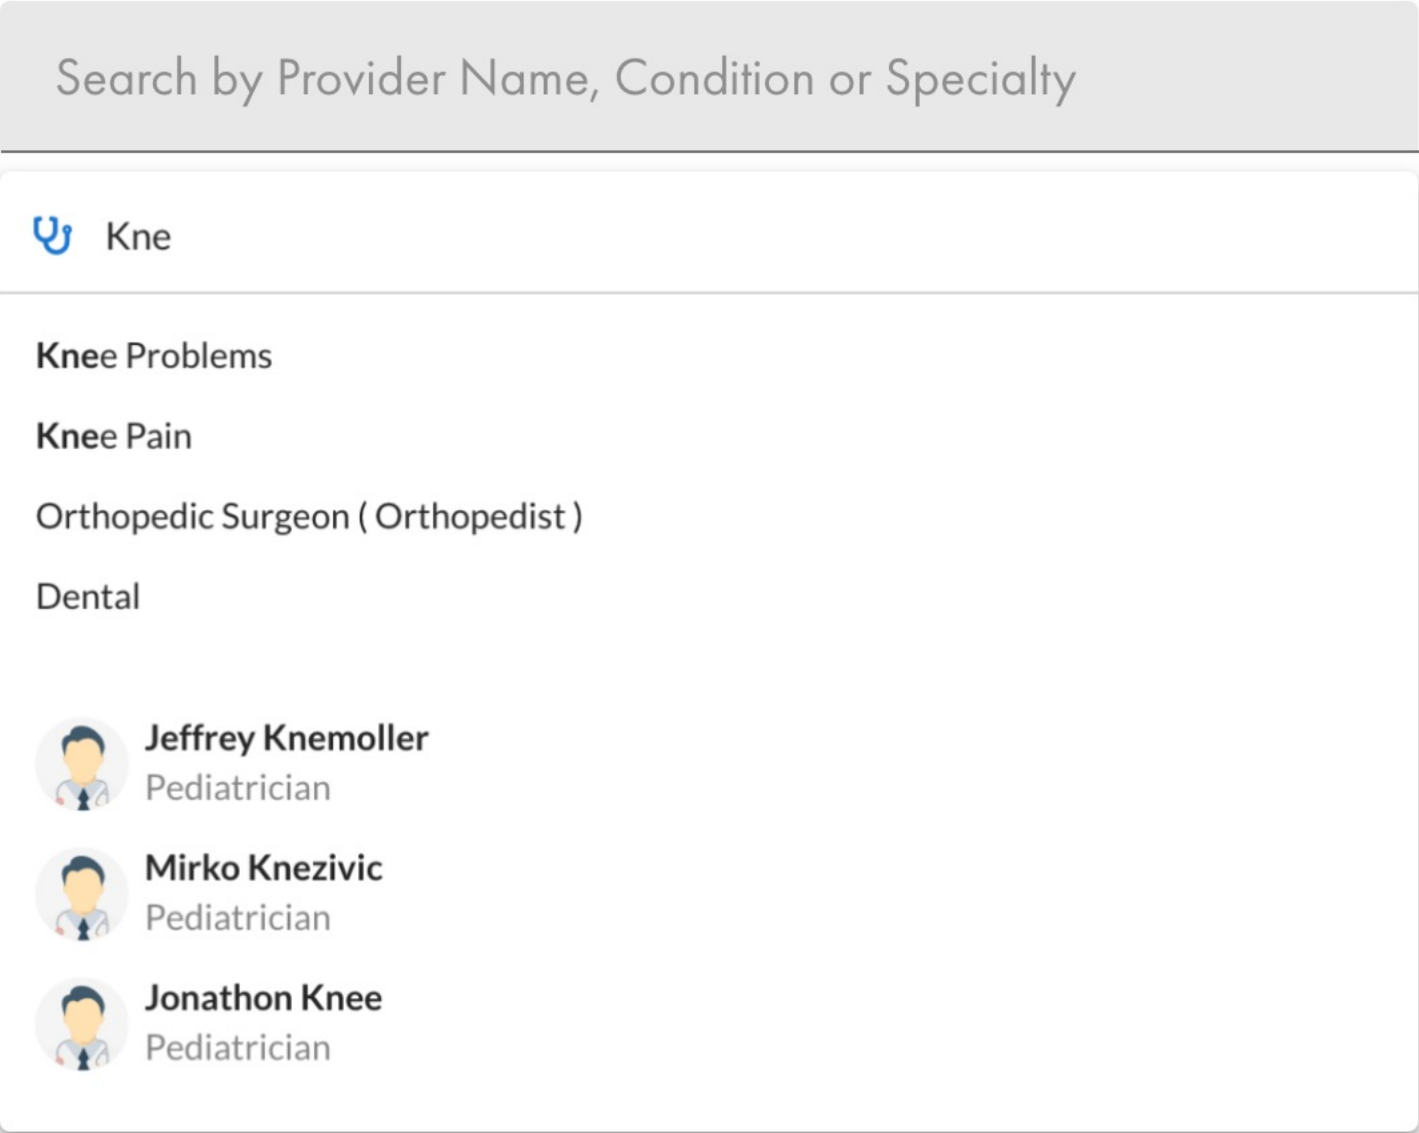 Search by Provider Name, Condition or Specialty
Kne
Knee Problems
Knee Pain
Orthopedic Surgeon ( Orthopedist )
Dental
Jeffrey Knemoller
Pediatrician
Mirko Knezivic
Pediatrician
Jonathon Knee
Pediatrician